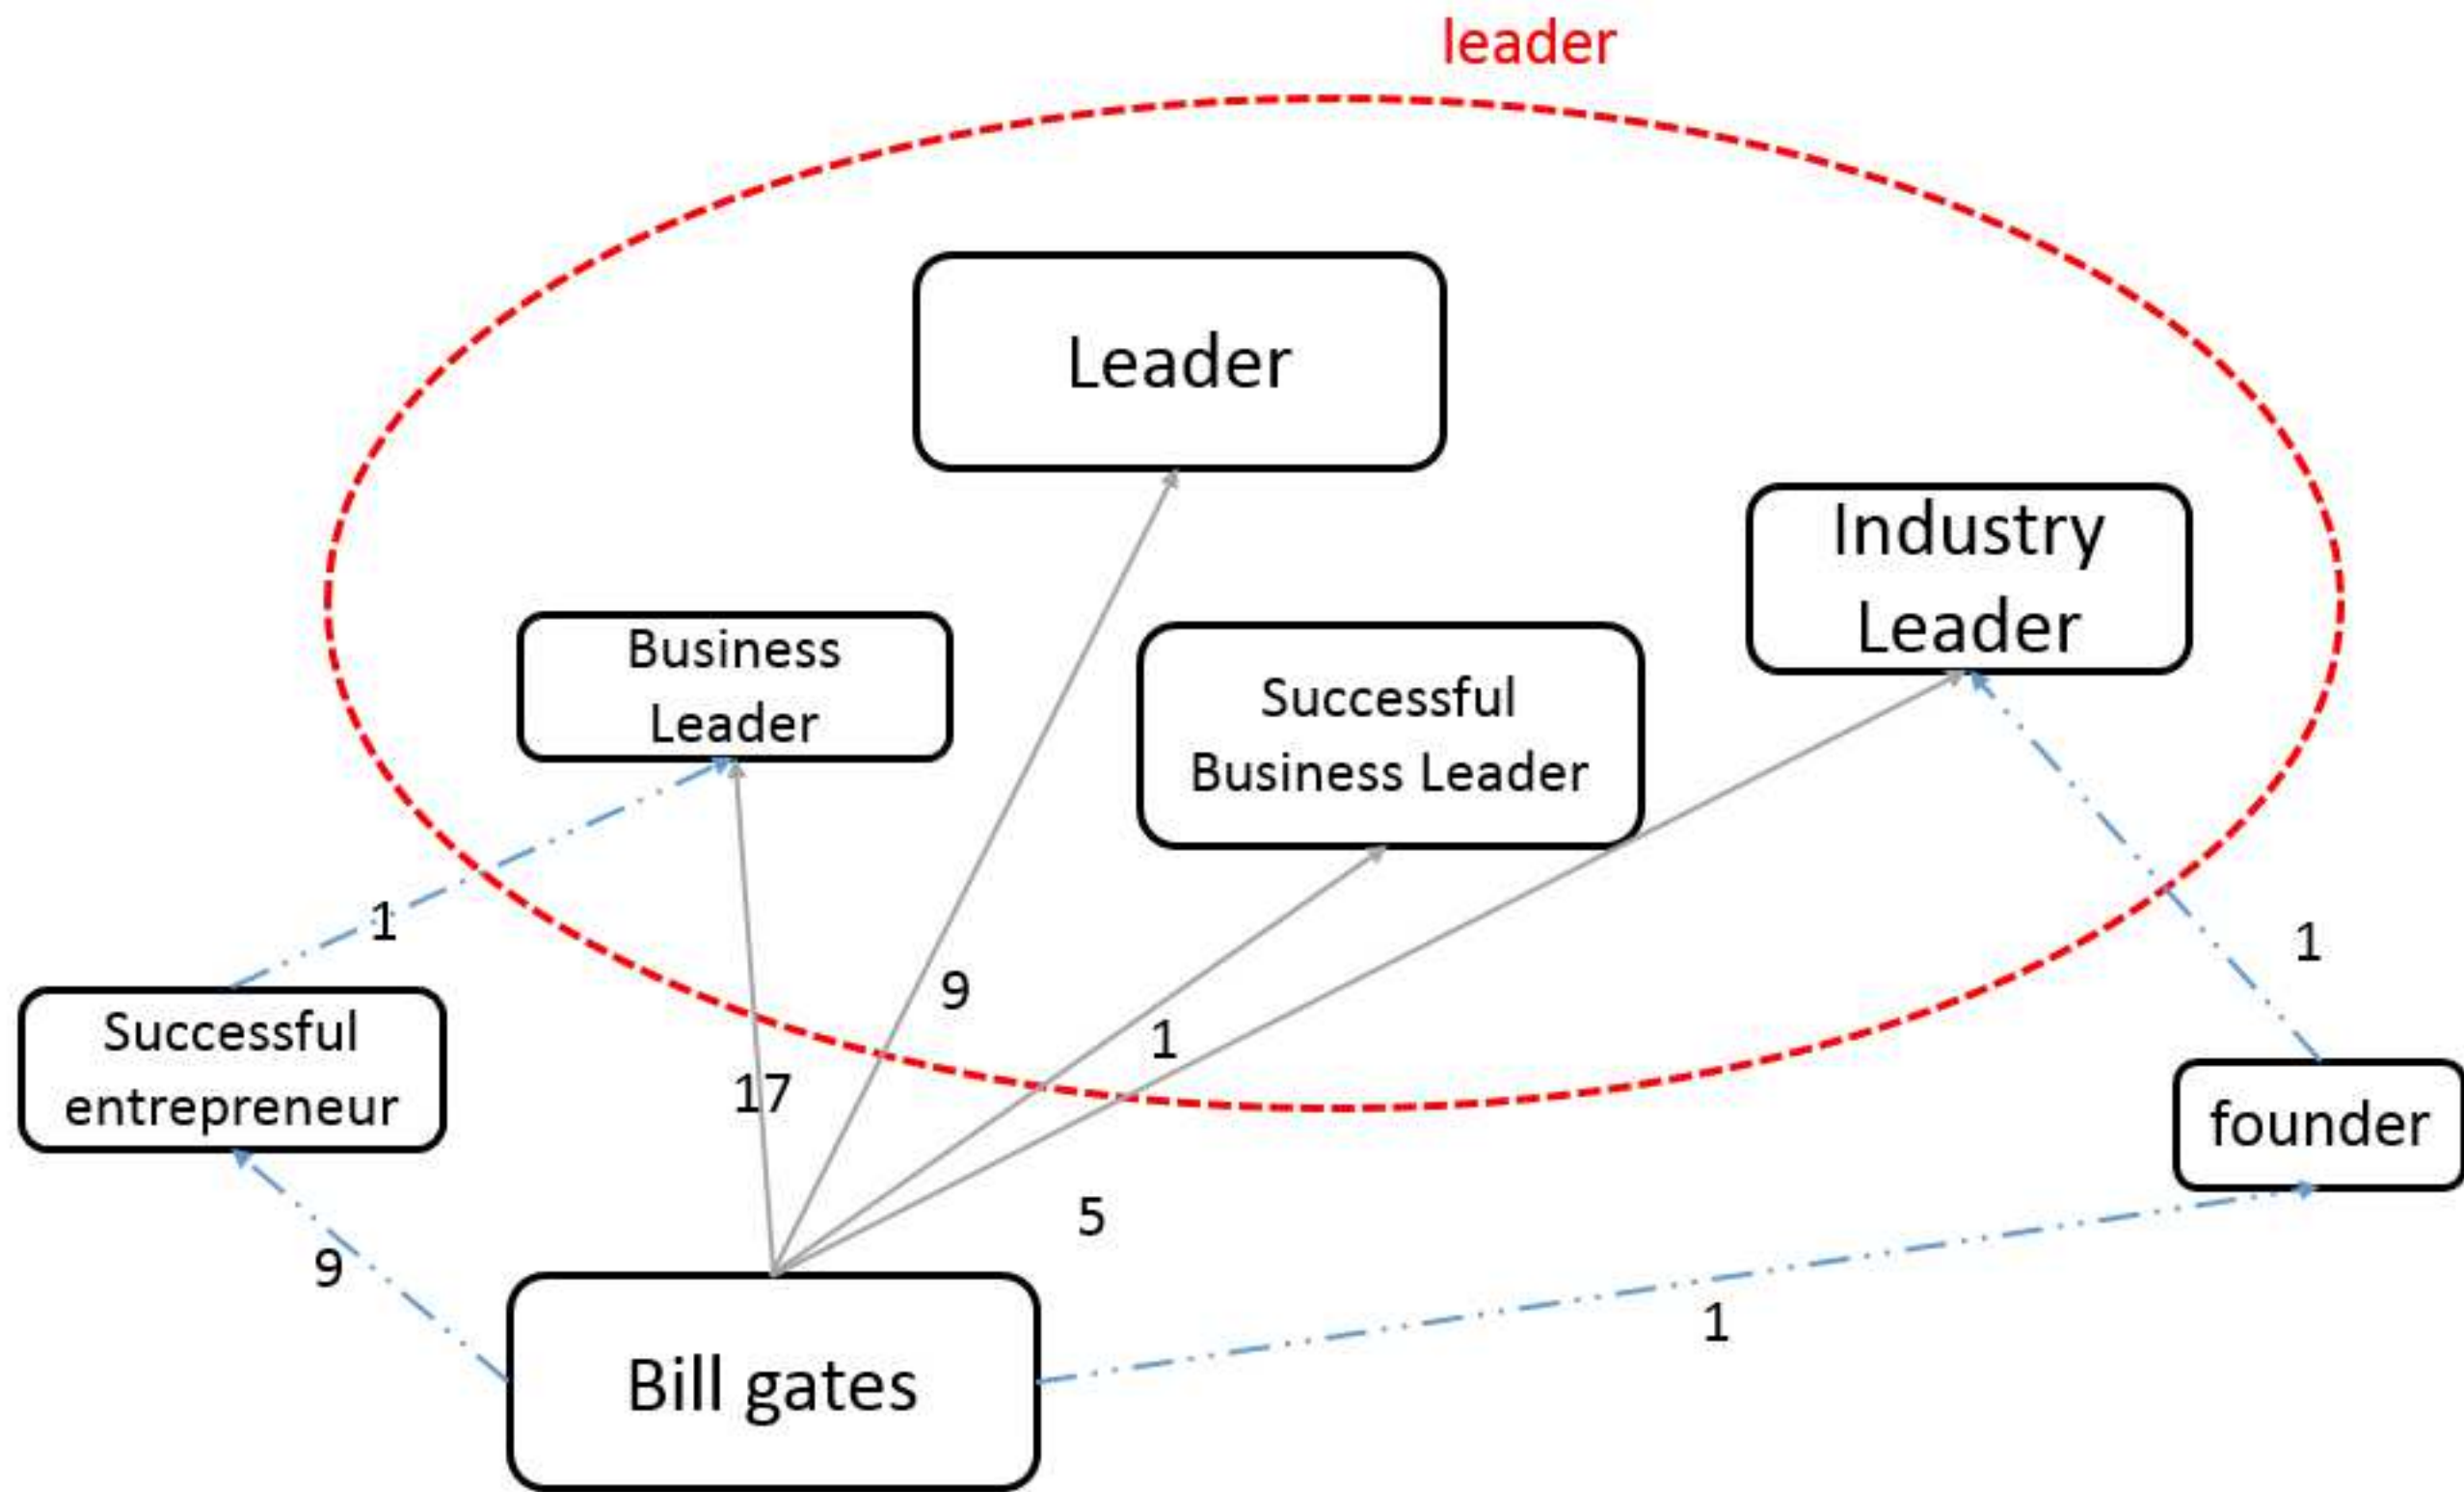 leader
Leader
Industry
Leader
Business
Leader
Successful
Business Leader
1
1
9
Successful
entrepreneur
1
17
founder
5
9
1
Bill gates